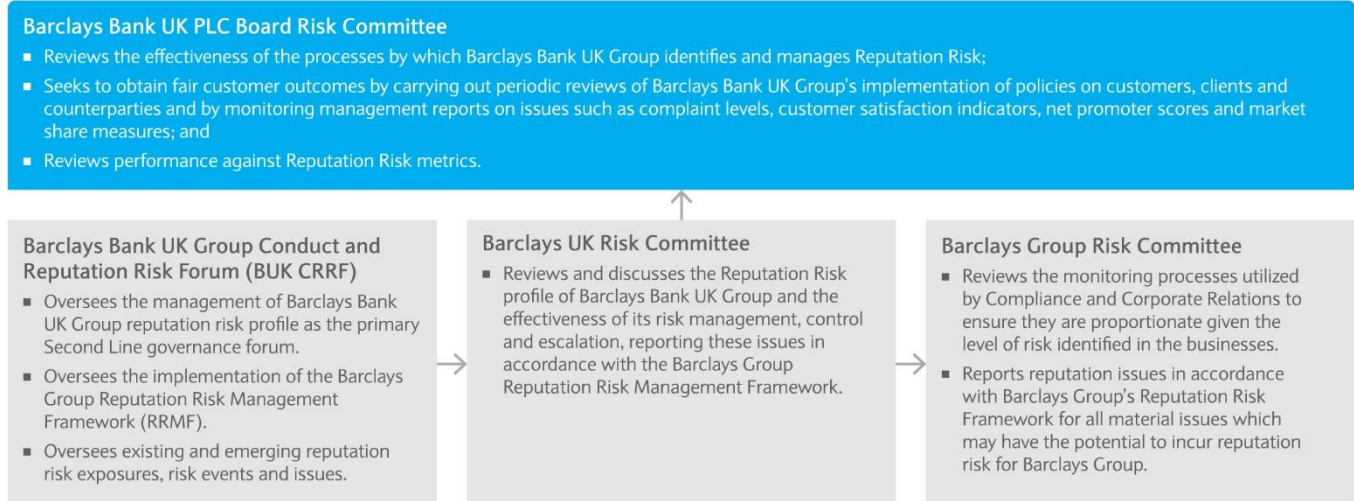 Barclays Bank UK PLC Board Risk Committee
▪ Reviews the effectiveness of the processes by which Barclays Bank UK Group identifies and manages Reputation Risk;
▪ Seeks to obtain fair customer outcomes by carrying out periodic reviews of Barclays Bank UK Group's implementation of policies on customers, clients and
counterparties and by monitoring management reports on issues such as complaint levels, customer satisfaction indicators, net promoter scores and market
share measures; and
▪ Reviews performance against Reputation Risk metrics.
Barclays Bank UK Group Conduct and
Reputation Risk Forum (BUK CRRF)
▪ Oversees the management of Barclays Bank
UK Group reputation risk profile as the primary
Second Line governance forum.
▪ Oversees the implementation of the Barclays
Group Reputation Risk Management
Framework (RRMF).
▪ Oversees existing and emerging reputation
risk exposures, risk events and issues.
Barclays UK Risk Committee
▪ Reviews and discusses the Reputation Risk
profile of Barclays Bank UK Group and the
effectiveness of its risk management, control
and escalation, reporting these issues in
accordance with the Barclays Group
Reputation Risk Management Framework.
Barclays Group Risk Committee
▪ Reviews the monitoring processes utilized
by Compliance and Corporate Relations to
ensure they are proportionate given the
level of risk identified in the businesses.
▪ Reports reputation issues in accordance
with Barclays Group's Reputation Risk
Framework for all material issues which
may have the potential to incur reputation
risk for Barclays Group.